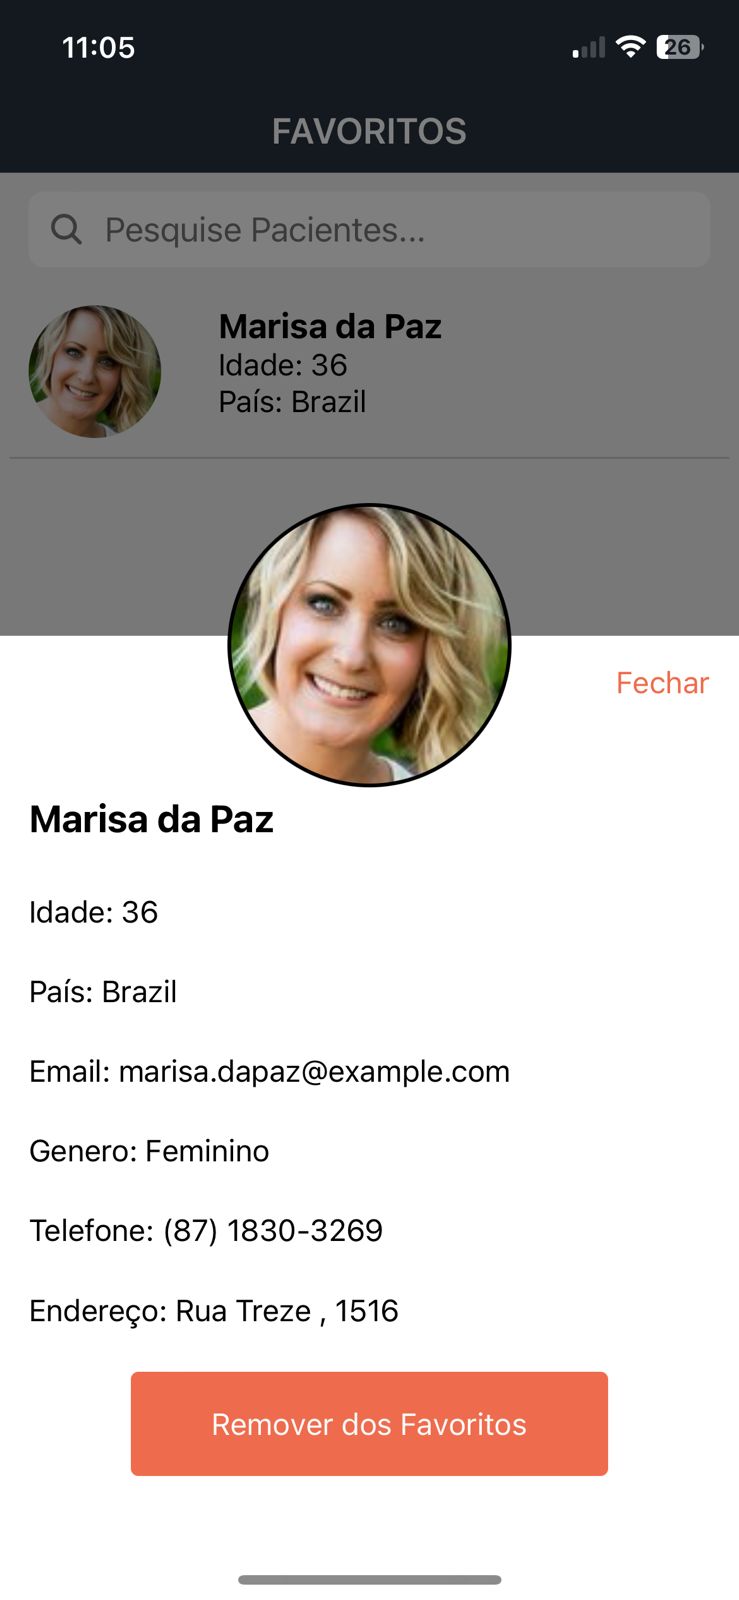 11:05
26
FAVORITOS
Pesquise Pacientes...
Marisa da Paz
Idade: 36
País: Brazil
Fechar
Marisa da Paz
Idade: 36
País: Brazil
Email: marisa.dapaz@example.com
Genero: Feminino
Telefone: (87) 1830-3269
Endereço: Rua Treze , 1516
Remover dos Favoritos